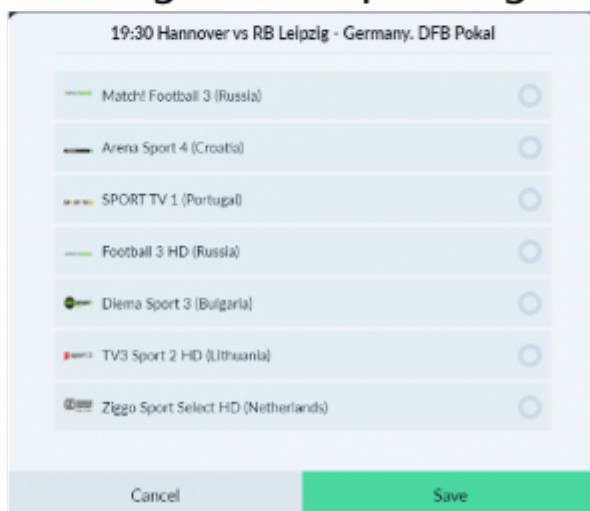 19:30 Hannover vs RB Leipzig - Germany. DFB Pokal
Match! Football 3 (Russia)
Arena Sport 4 (Croatia)
SPORT TV 1 (Portugal)
Football 3 HD (Russia)
Diema Sport 3 (Bulgaria)
TV3 Sport 2 HD (Lithuania)
Ziggo Sport Select HD (Netherlands)
Cancel Save